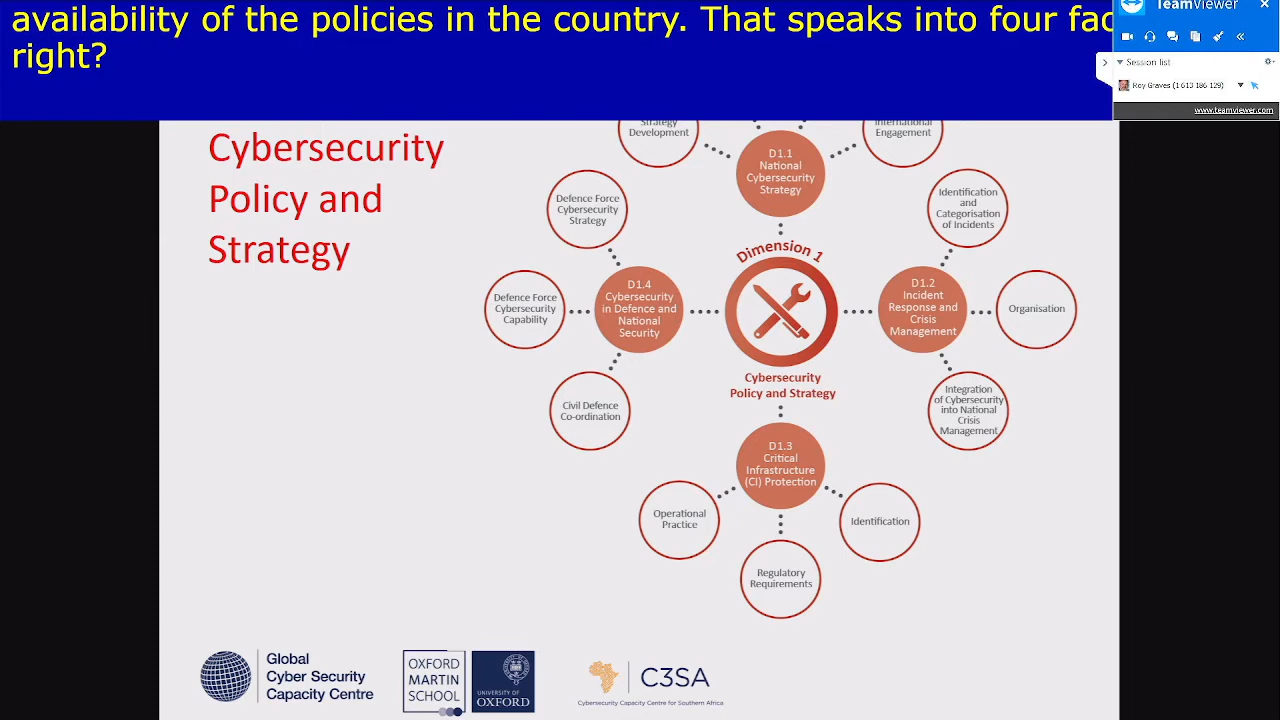 availability of the policies in the country. That speaks into four
right?
TeamViewer
Session list
Roy Graves (1 613 186 129)
www.teamviewer.com
Cybersecurity
Policy and
Strategy
Strategy
Development
International
Engagement
D1.1
National
Cybersecurity
Strategy
Defence Force
Cybersecurity
Strategy
Identification
and
Categorisation
of Incidents
Dimension 1
D1.4
Cybersecurity
in Defence and
National
Security
D1.2
Incident
Response and
Crisis
Management
Defence Force
Cybersecurity
Capability
Organisation
Cybersecurity
Policy and Strategy
Civil Defence
Co-ordination
Integration
of Cybersecurity
into National
Crisis
Management
D1.3
Critical
Infrastructure
(CI) Protection
Operational
Practice
Identification
Regulatory
Requirements
Global
Cyber Security
Capacity Centre
OXFORD
MARTIN
SCHOOL
UNIVERSITY OF
OXFORD
C3SA
Cybersecurity Capacity Centre for Southern Africa